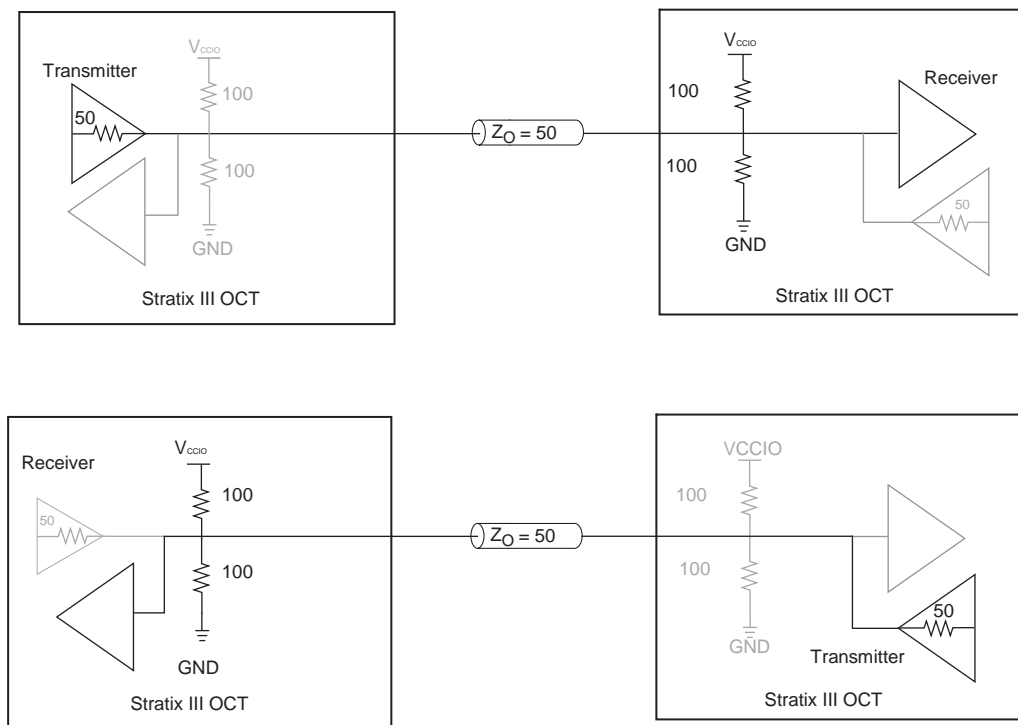 VCCIO
Transmitter
50
100
100
GND
Stratix III OCT
ZO = 50
VCCIO
100
Receiver
100
50
GND
Stratix III OCT
VCCIO
Receiver
100
50
100
GND
Stratix III OCT
ZO = 50
VCCIO
100
100
50
GND
Transmitter
Stratix III OCT